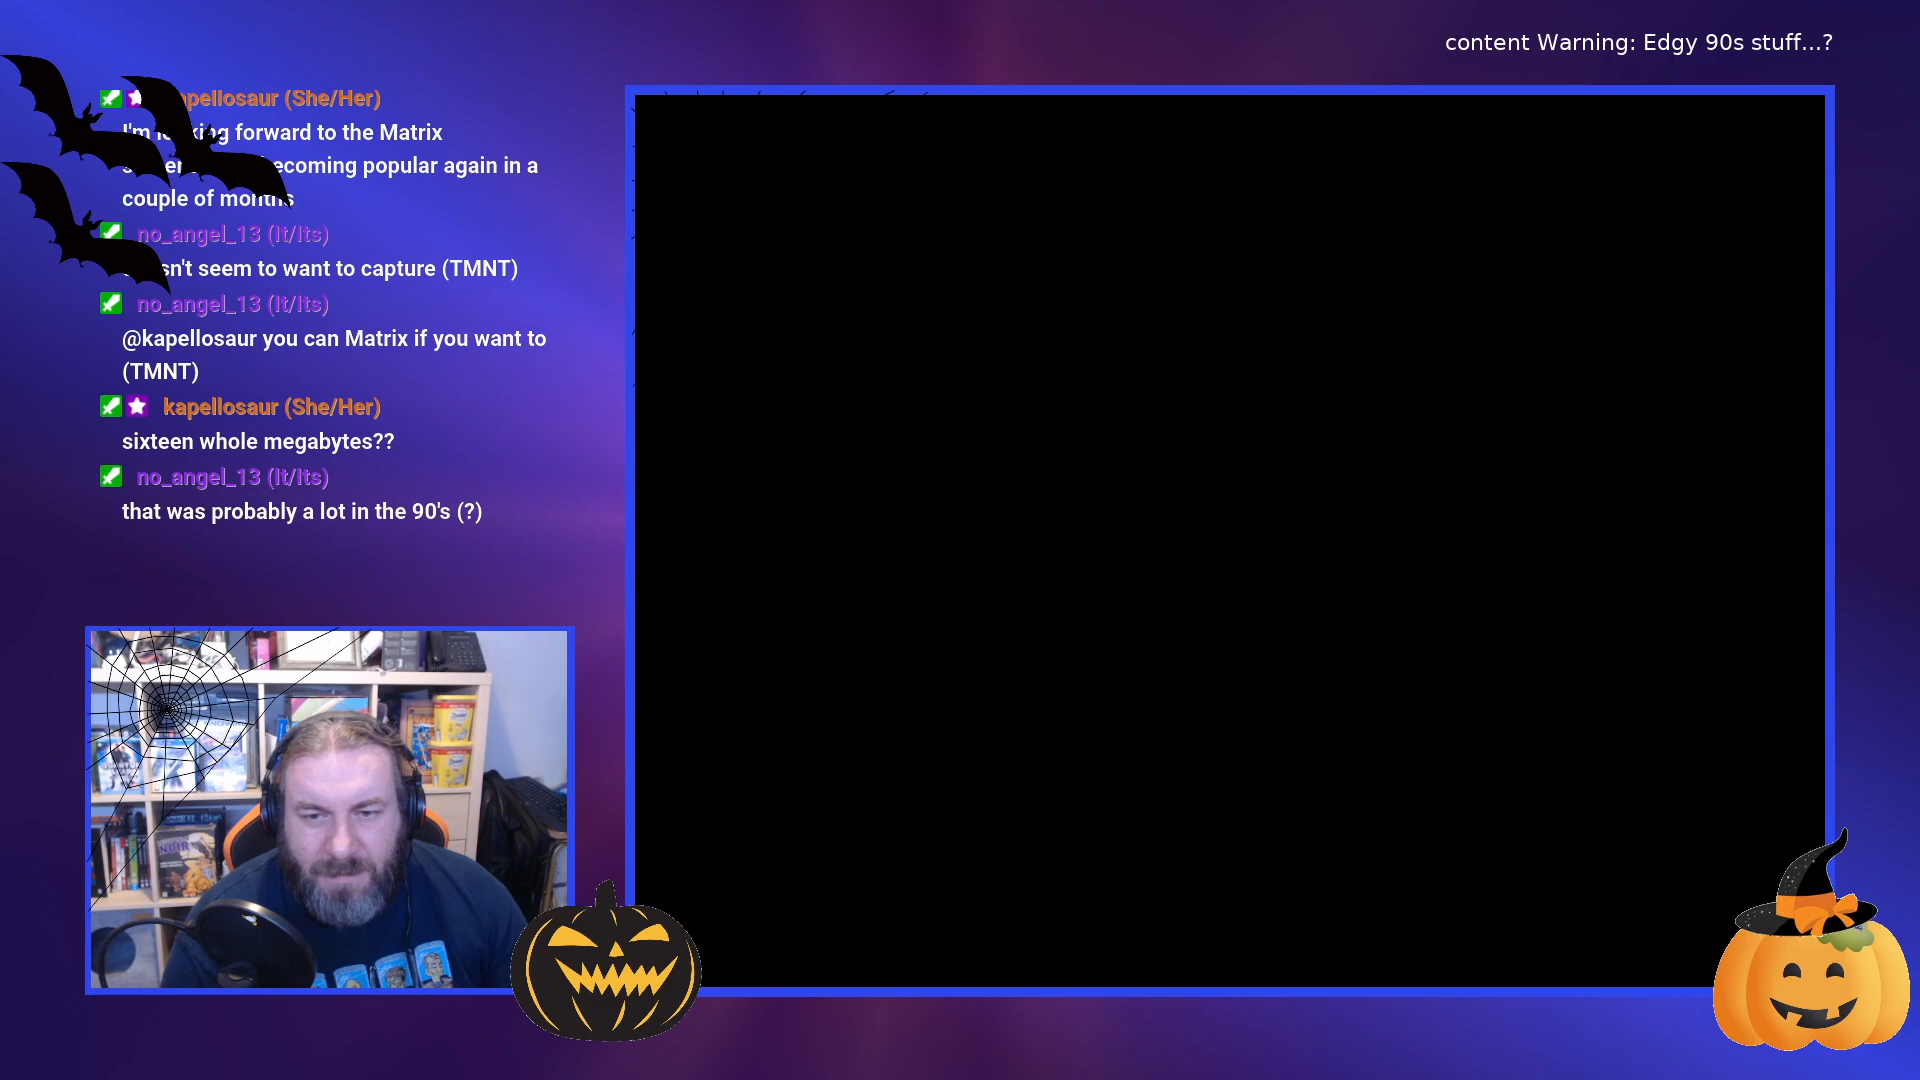 content Warning: Edgy 90s stuff...?
pellosaur (She/Her)
I'm forward to the Matrix
ecoming popular again in a
couple of months
no_angel_13 (It/Its)
sn't seem to want to capture (TMNT)
no_angel_13 (It/Its)
@kapellosaur you can Matrix if you want to
(TMNT)
kapellosaur (She/Her)
sixteen whole megabytes??
no_angel_13 (It/Its)
that was probably a lot in the 90's (?)
NOIR